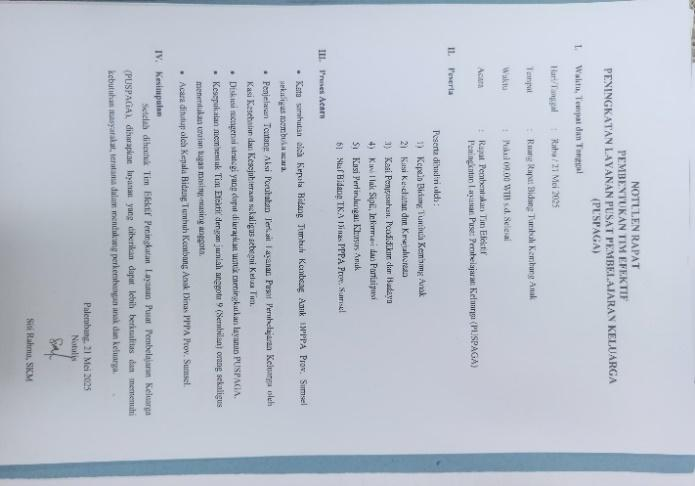 NOTULEN RAPAT
PEMBENTUKAN TIM EFEKTIF
PENINGKATAN LAYANAN PUSAT PEMBELAJARAN KELUARGA
(PUSPAGA)
I. Waktu, Tempat dan Tanggal
Hari/Tanggal : Rabu / 21 Mei 2025
Tempat : Ruang Rapat Bidang Tumbuh Kembang Anak
Waktu : Pukul 09.00 WIB s.d. Selesai
Acara : Rapat Pembentukan Tim Efektif
Peningkatan Layanan Pusat Pembelajaran Keluarga (PUSPAGA)
II. Peserta
Peserta dihadiri oleh :
1) Kepala Bidang Tumbuh Kembang Anak
2) Kasi Kesehatan dan Kesejahteraan
3) Kasi Pengasuhan, Pendidikan dan Budaya
4) Kasi Hak Sipil, Informasi dan Partisipasi
5) Kasi Perlindungan Khusus Anak
6) Staf Bidang TKA Dinas PPPA Prov. Sumsel
III. Proses Acara
• Kata sambutan oleh Kepala Bidang Tumbuh Kembang Anak DPPPA Prov. Sumsel
sekaligus membuka acara.
• Penjelasan Tentang Aksi Perubahan Terkait Layanan Pusat Pembelajaran Keluarga oleh
Kasi Kesehatan dan Kesejahteraan sekaligus sebagai Ketua Tim.
• Diskusi mengenai strategi yang dapat diterapkan untuk meningkatkan layanan PUSPAGA.
• Kesepakatan membentuk Tim Efektif dengan jumlah anggota 9 (Sembilan) orang sekaligus
menentukan uraian tugas masing-masing anggota.
• Acara ditutup oleh Kepala Bidang Tumbuh Kembang Anak Dinas PPPA Prov. Sumsel.
IV. Kesimpulan
Setelah dibentuk Tim Efektif Peningkatan Layanan Pusat Pembelajaran Keluarga
(PUSPAGA), diharapkan layanan yang diberikan dapat lebih berkualitas dan memenuhi
kebutuhan masyarakat, terutama dalam mendukung perkembangan anak dan keluarga.
Palembang, 21 Mei 2025
Notulis
Siti Rahma, SKM